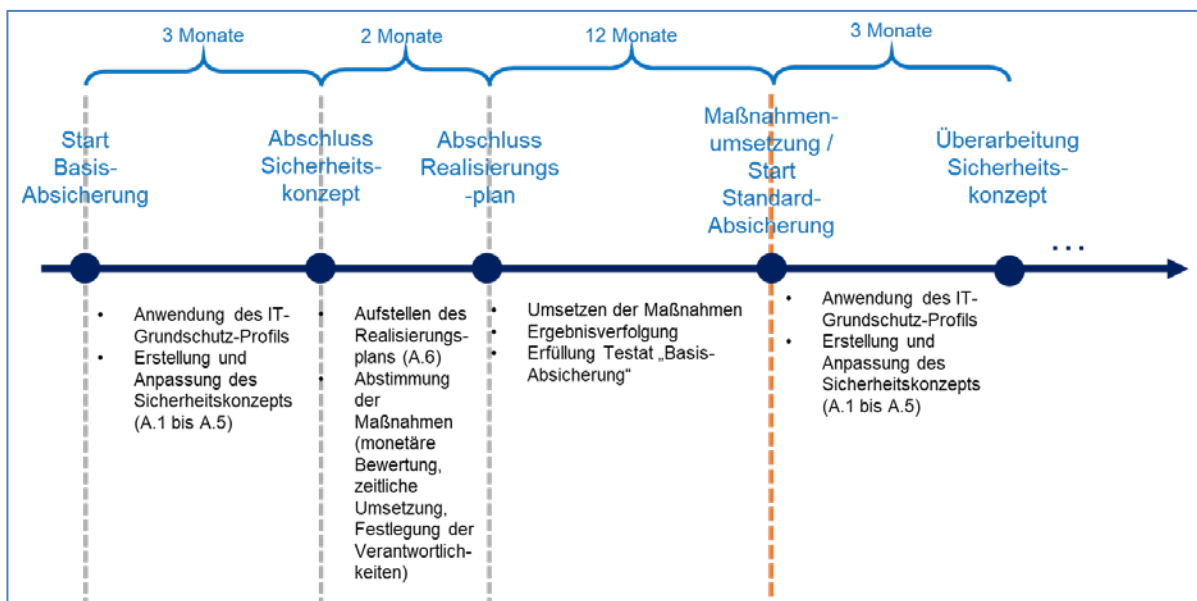 3 Monate
2 Monate
12 Monate
3 Monate
Start
Basis-
Absicherung
Abschluss
Sicherheits-
konzept
Abschluss
Realisierungs
-plan
Maßnahmen-
umsetzung /
Start
Standard-
Absicherung
Überarbeitung
Sicherheits-
konzept
...
• Anwendung des IT-
Grundschutz-Profils
• Erstellung und
Anpassung des
Sicherheitskonzepts
(A.1 bis A.5)
• Aufstellen des
Realisierungs-
plans (A.6)
• Abstimmung
der
Maßnahmen
(monetäre
Bewertung,
zeitliche
Umsetzung,
Festlegung der
Verantwortlich-
keiten)
• Umsetzen der Maßnahmen
• Ergebnisverfolgung
• Erfüllung Testat „Basis-
Absicherung“
• Anwendung des IT-
Grundschutz-Profils
• Erstellung und
Anpassung des
Sicherheitskonzepts
(A.1 bis A.5)